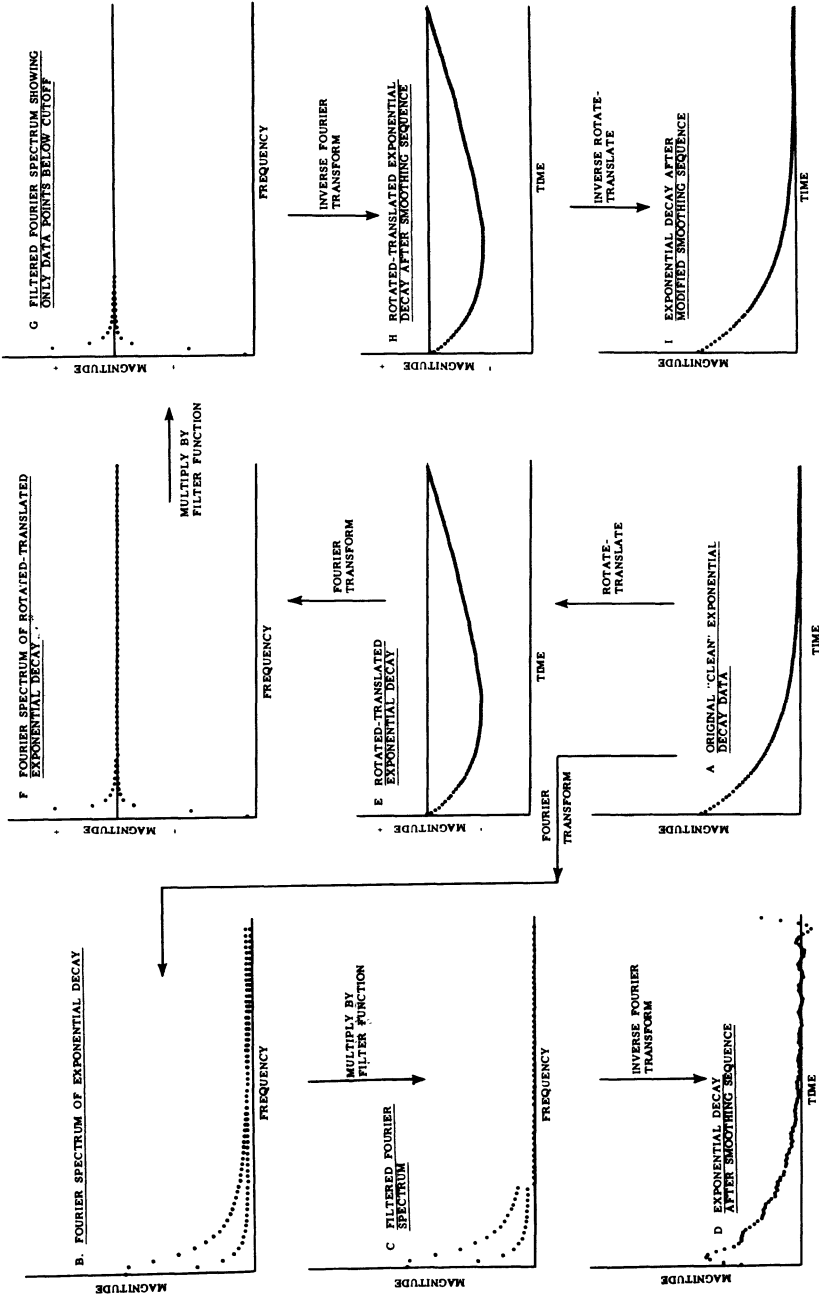 B. FOURIER SPECTRUM OF EXPONENTIAL DECAY
MAGNITUDE
FREQUENCY
MULTIPLY BY
FILTER FUNCTION
C FILTERED FOURIER
SPECTRUM
MAGNITUDE
FREQUENCY
INVERSE FOURIER
TRANSFORM
D EXPONENTIAL DECAY
AFTER SMOOTHING SEQUENCE
MAGNITUDE
TIME
F FOURIER SPECTRUM OF ROTATED-TRANSLATED
EXPONENTIAL DECAY
+
MAGNITUDE
-
FREQUENCY
FOURIER
TRANSFORM
E ROTATED-TRANSLATED
EXPONENTIAL DECAY
+
MAGNITUDE
-
TIME
ROTATE-
TRANSLATE
FOURIER
TRANSFORM
A ORIGINAL "CLEAN" EXPONENTIAL
DECAY DATA
MAGNITUDE
TIME
MULTIPLY BY
FILTER FUNCTION
G FILTERED FOURIER SPECTRUM SHOWING
ONLY DATA POINTS BELOW CUTOFF
+
MAGNITUDE
-
FREQUENCY
INVERSE FOURIER
TRANSFORM
H ROTATED-TRANSLATED EXPONENTIAL
DECAY AFTER SMOOTHING SEQUENCE
+
MAGNITUDE
-
TIME
INVERSE ROTATE-
TRANSLATE
I EXPONENTIAL DECAY AFTER
MODIFIED SMOOTHING SEQUENCE
MAGNITUDE
TIME